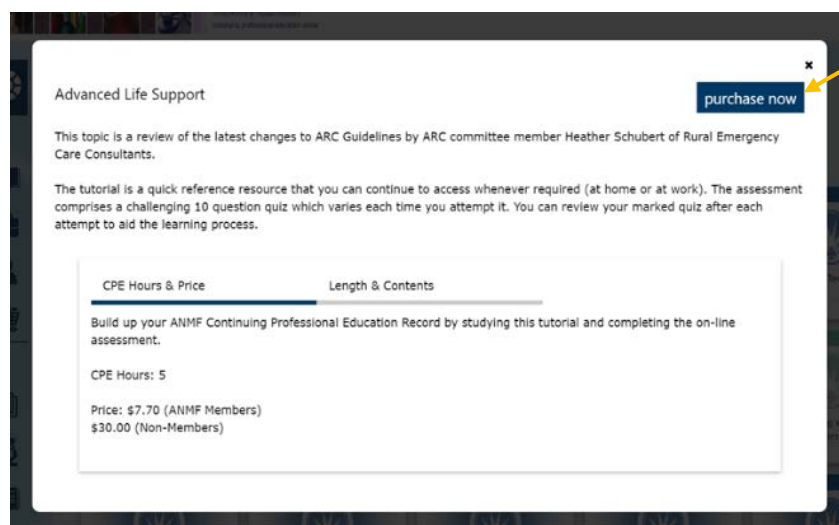 ×
Advanced Life Support
purchase now
This topic is a review of the latest changes to ARC Guidelines by ARC committee member Heather Schubert of Rural Emergency
Care Consultants.
The tutorial is a quick reference resource that you can continue to access whenever required (at home or at work). The assessment
comprises a challenging 10 question quiz which varies each time you attempt it. You can review your marked quiz after each
attempt to aid the learning process.
CPE Hours & Price
Length & Contents
Build up your ANMF Continuing Professional Education Record by studying this tutorial and completing the on-line
assessment.
CPE Hours: 5
Price: $7.70 (ANMF Members)
$30.00 (Non-Members)